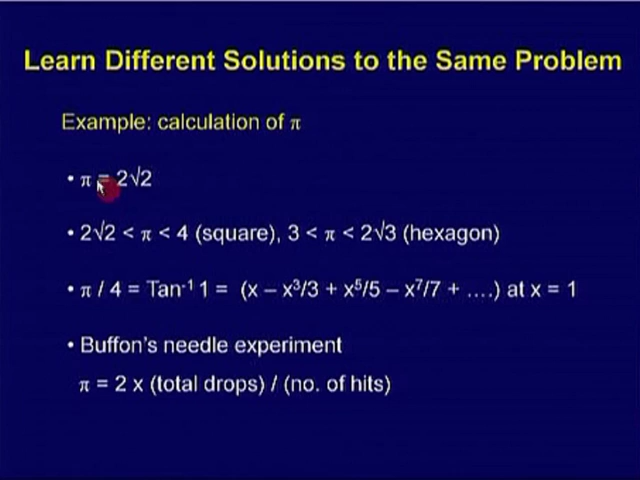 Learn Different Solutions to the Same Problem
Example: calculation of π
• π = 2√2
• 2√2 < π < 4 (square), 3 < π < 2√3 (hexagon)
• π / 4 = Tan⁻¹ 1 = (x – x³/3 + x⁵/5 – x⁷/7 + ....) at x = 1
• Buffon's needle experiment
π = 2 x (total drops) / (no. of hits)